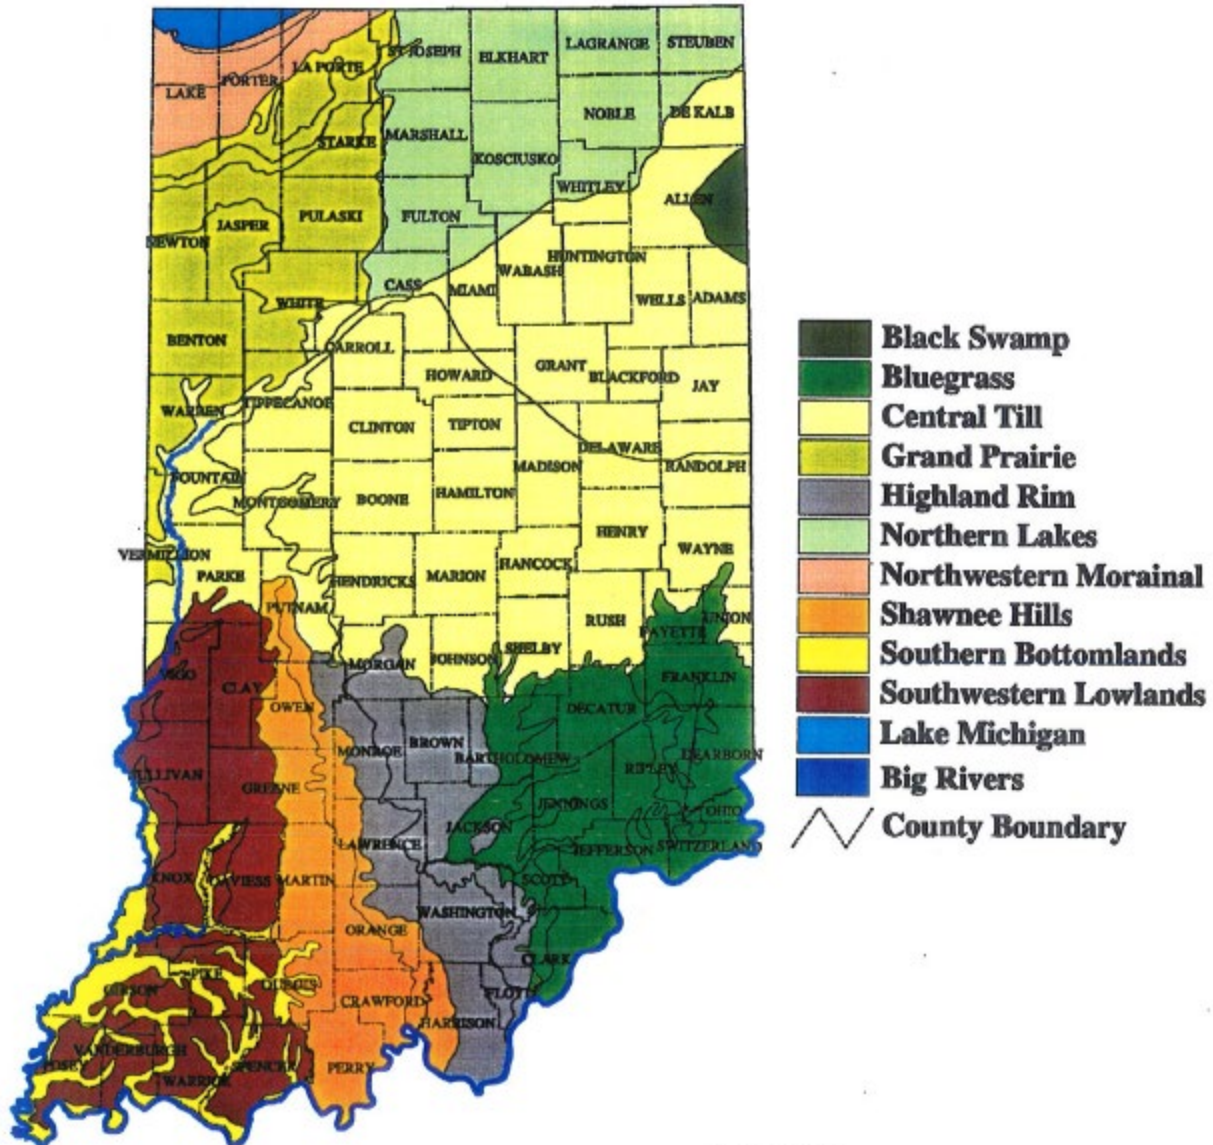 ST JOSEPH
ELKHART
LAGRANGE
STEUBEN
LA PORTE
PORTER
LAKE
NOBLE
DE KALB
STARKE
MARSHALL
KOSCIUSKO
WHITLEY
ALLEN
NEWTON
JASPER
PULASKI
FULTON
HUNTINGTON
WABASH
CASS
MIAMI
WELLS
ADAMS
WHITE
BENTON
CARROLL
HOWARD
GRANT
BLACKFORD
JAY
WARREN
TIPPECANOE
CLINTON
TIPTON
DELAWARE
RANDOLPH
MADISON
FOUNTAIN
MONTGOMERY
BOONE
HAMILTON
HENRY
WAYNE
VERMILLION
PARKE
HENDRICKS
MARION
HANCOCK
PUTNAM
RUSH
FAYETTE
UNION
SHELBY
MORGAN
JOHNSON
VIGO
CLAY
OWEN
FRANKLIN
DECATUR
MONROE
BROWN
BARTHOLOMEW
DEARBORN
RIPLEY
SULLIVAN
GREENE
JENNINGS
OHIO
JACKSON
LAWRENCE
JEFFERSON
SWITZERLAND
KNOX
DAVIESS
MARTIN
SCOTT
WASHINGTON
ORANGE
CLARK
PIKE
GIBSON
DUBOIS
CRAWFORD
FLOYD
HARRISON
VANDERBURGH
POSEY
WARRICK
SPENCER
PERRY
Black Swamp
Bluegrass
Central Till
Grand Prairie
Highland Rim
Northern Lakes
Northwestern Morainal
Shawnee Hills
Southern Bottomlands
Southwestern Lowlands
Lake Michigan
Big Rivers
County Boundary